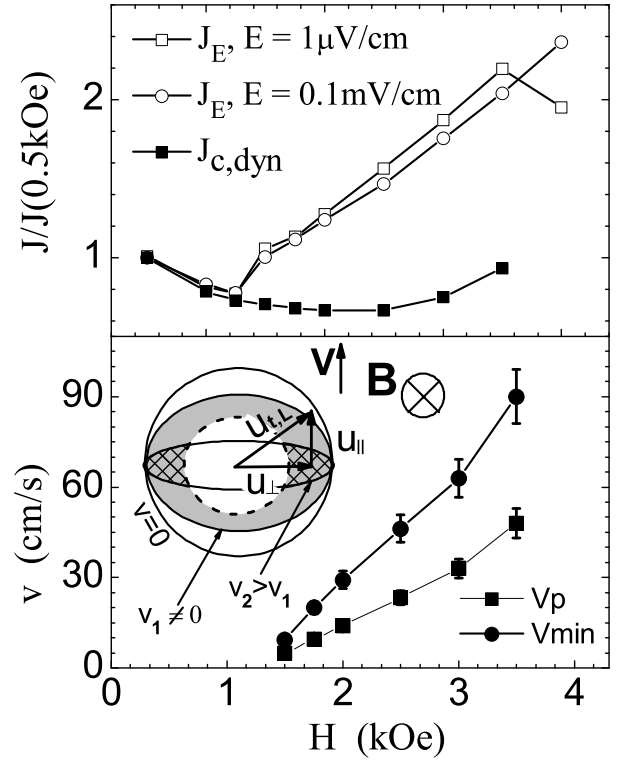 J/J(0.5kOe)
J_E, E = 1μV/cm
J_E, E = 0.1mV/cm
J_c,dyn
2
1
v (cm/s)
90
60
30
0
V
B
u_t,L
u_||
u_⊥
v=0
v_1 ≠0
v_2>v_1
Vp
Vmin
0 1 2 3 4
H (kOe)